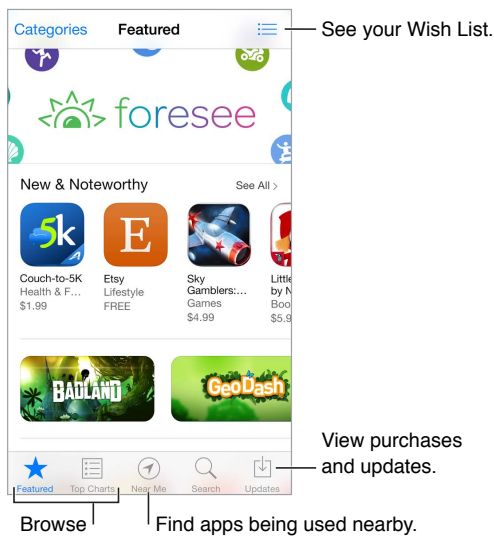 Categories Featured
See your Wish List.
foresee
New & Noteworthy See All >
5k
E
Couch-to-5K
Health & F...
$1.99
Etsy
Lifestyle
FREE
Sky
Gamblers:...
Games
$4.99
Little
by N
Boo
$5.9
BADLAND
GeoDash
View purchases
and updates.
Featured Top Charts Near Me Search Updates
Browse
Find apps being used nearby.